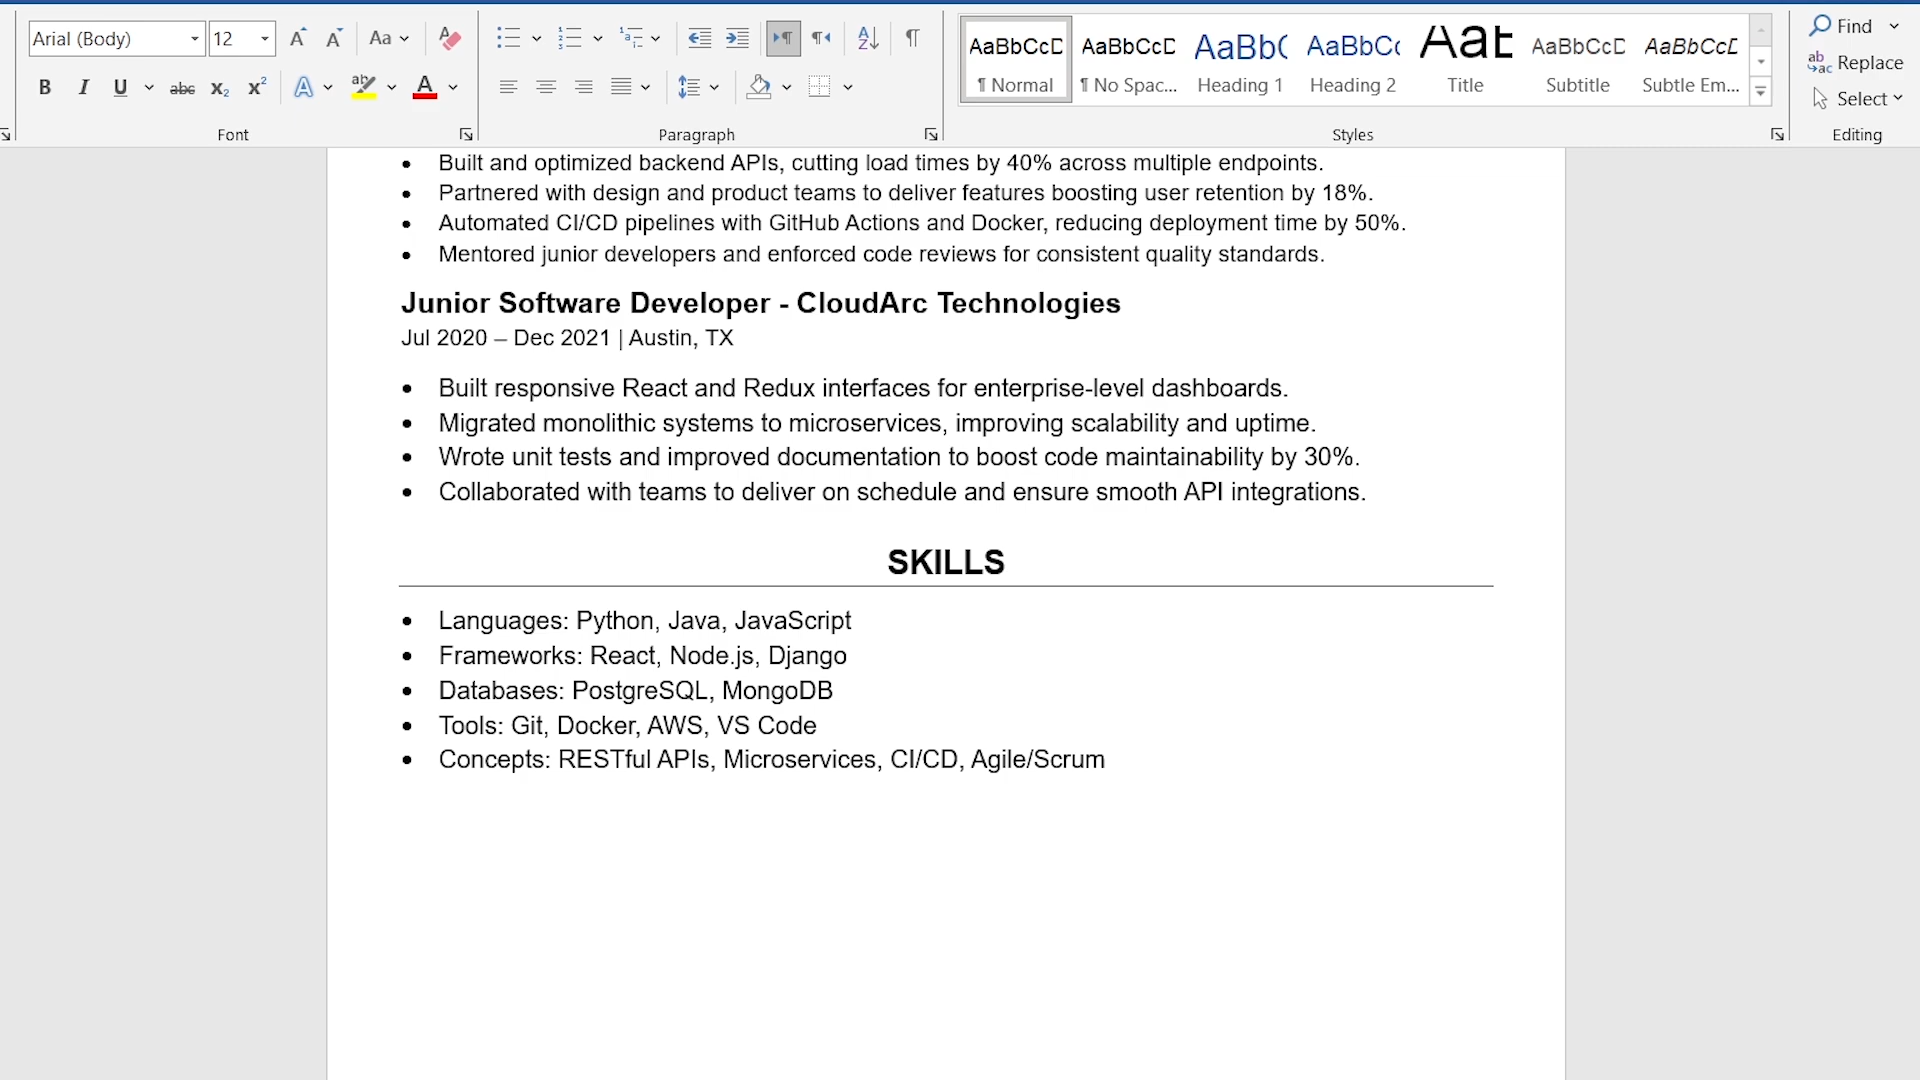 Arial (Body) 12 Aa Find
AaBbCcD AaBbCcD AaBb( AaBbC( Aat AaBbCcD AaBbCcD
B I U abc x₂ x² A ab A ¶ Normal ¶ No Spac... Heading 1 Heading 2 Title Subtitle Subtle Em... Replace
Select
Font Paragraph Styles Editing
• Built and optimized backend APIs, cutting load times by 40% across multiple endpoints.
• Partnered with design and product teams to deliver features boosting user retention by 18%.
• Automated CI/CD pipelines with GitHub Actions and Docker, reducing deployment time by 50%.
• Mentored junior developers and enforced code reviews for consistent quality standards.
Junior Software Developer - CloudArc Technologies
Jul 2020 – Dec 2021 | Austin, TX
• Built responsive React and Redux interfaces for enterprise-level dashboards.
• Migrated monolithic systems to microservices, improving scalability and uptime.
• Wrote unit tests and improved documentation to boost code maintainability by 30%.
• Collaborated with teams to deliver on schedule and ensure smooth API integrations.
SKILLS
• Languages: Python, Java, JavaScript
• Frameworks: React, Node.js, Django
• Databases: PostgreSQL, MongoDB
• Tools: Git, Docker, AWS, VS Code
• Concepts: RESTful APIs, Microservices, CI/CD, Agile/Scrum